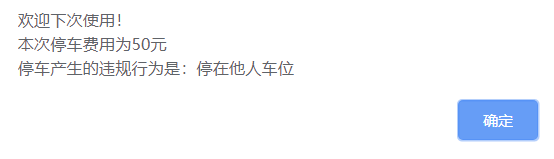 欢迎下次使用！
本次停车费用为50元
停车产生的违规行为是：停在他人车位
确定